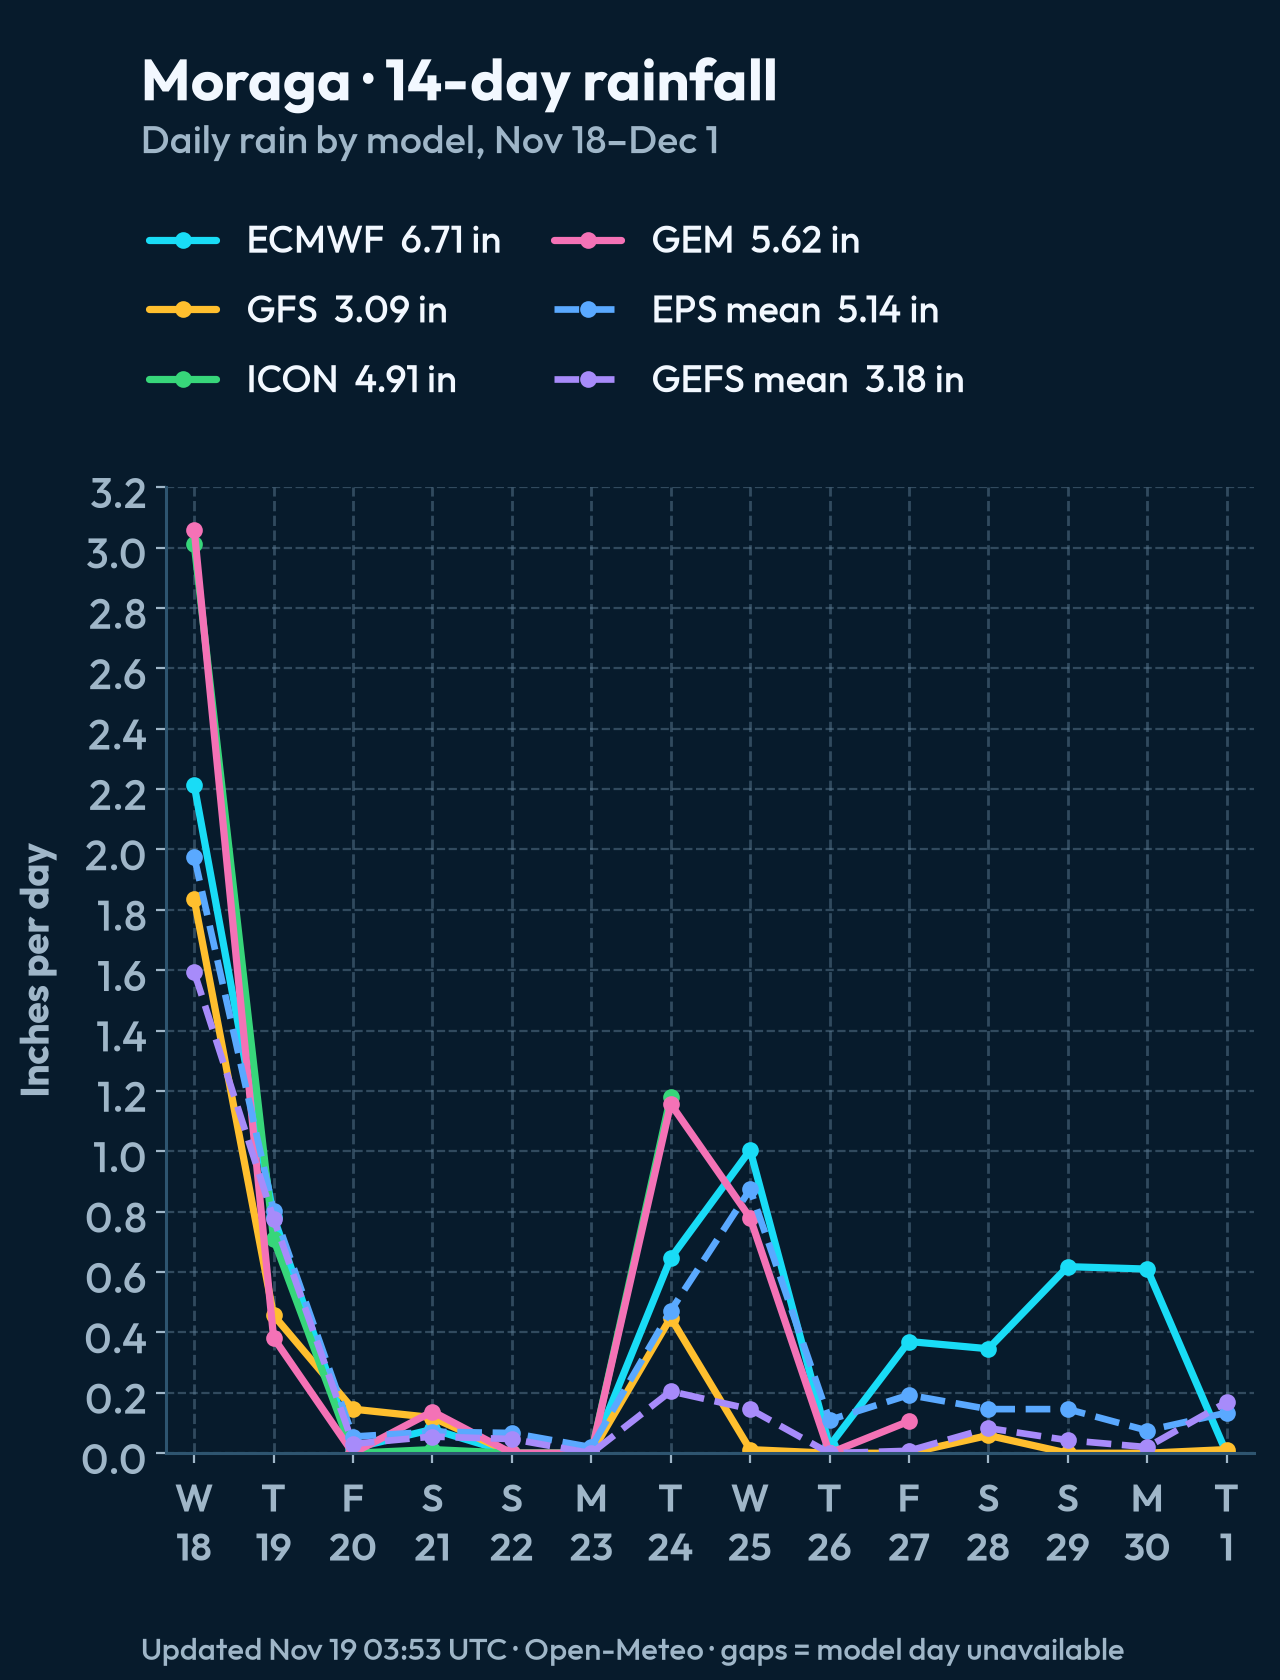 Moraga · 14-day rainfall
Daily rain by model, Nov 18–Dec 1
ECMWF 6.71 in
GEM 5.62 in
GFS 3.09 in
EPS mean 5.14 in
ICON 4.91 in
GEFS mean 3.18 in
Inches per day
3.2
3.0
2.8
2.6
2.4
2.2
2.0
1.8
1.6
1.4
1.2
1.0
0.8
0.6
0.4
0.2
0.0
W T F S S M T W T F S S M T
18 19 20 21 22 23 24 25 26 27 28 29 30 1
Updated Nov 19 03:53 UTC · Open-Meteo · gaps = model day unavailable